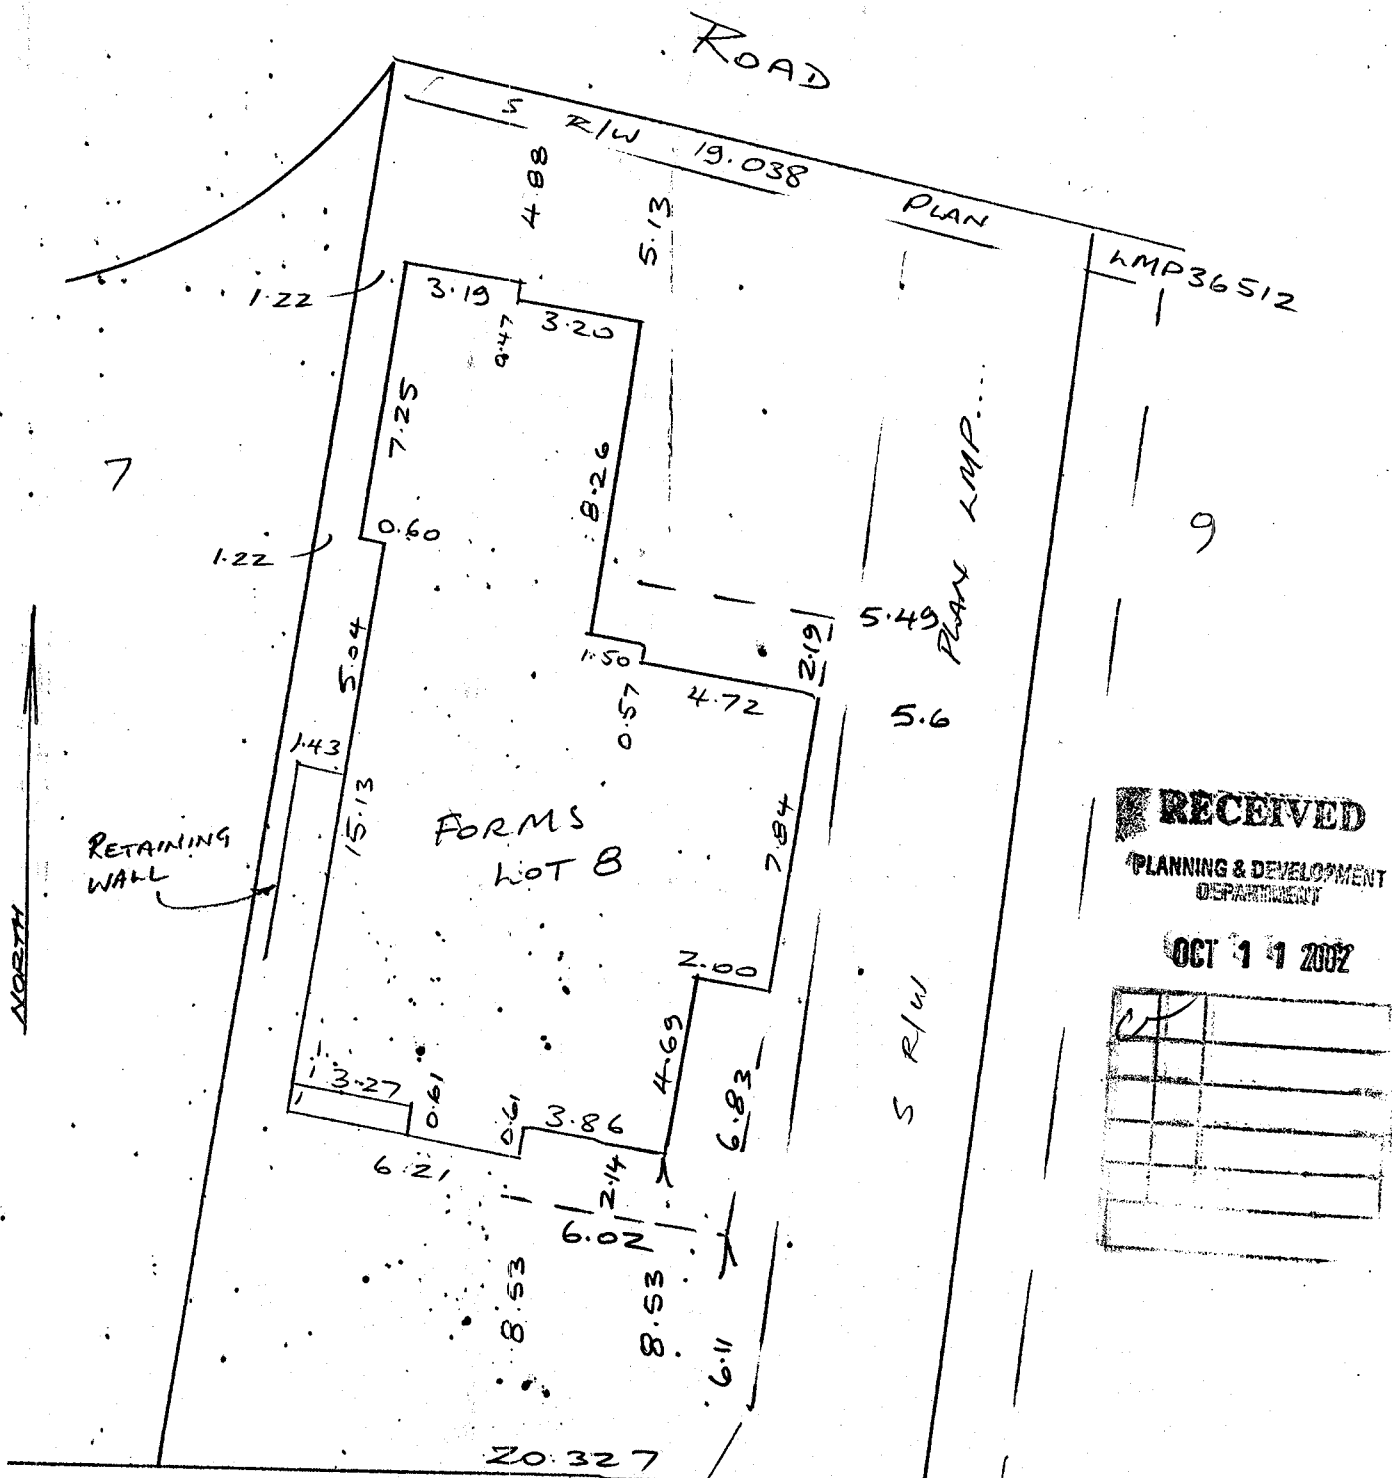 ROAD
S R/W 19.038 PLAN LMP36512
4.88
5.13
1.22
3.19
0.47
3.20
7.25
8.26
PLAN LMP....
7
9
0.60
1.22
5.04
1.50
0.57
4.72
2.19
5.49
5.6
1.43
15.13
7.84
RETAINING
WALL
FORMS
LOT 8
RECEIVED
PLANNING & DEVELOPMENT
DEPARTMENT
OCT 11 2002
NORTH
2.00
4.69
6.83
S R/W
3.27
0.61
0.61
3.86
6.21
2.14
6.02
8.53
8.53
6.11
20.327